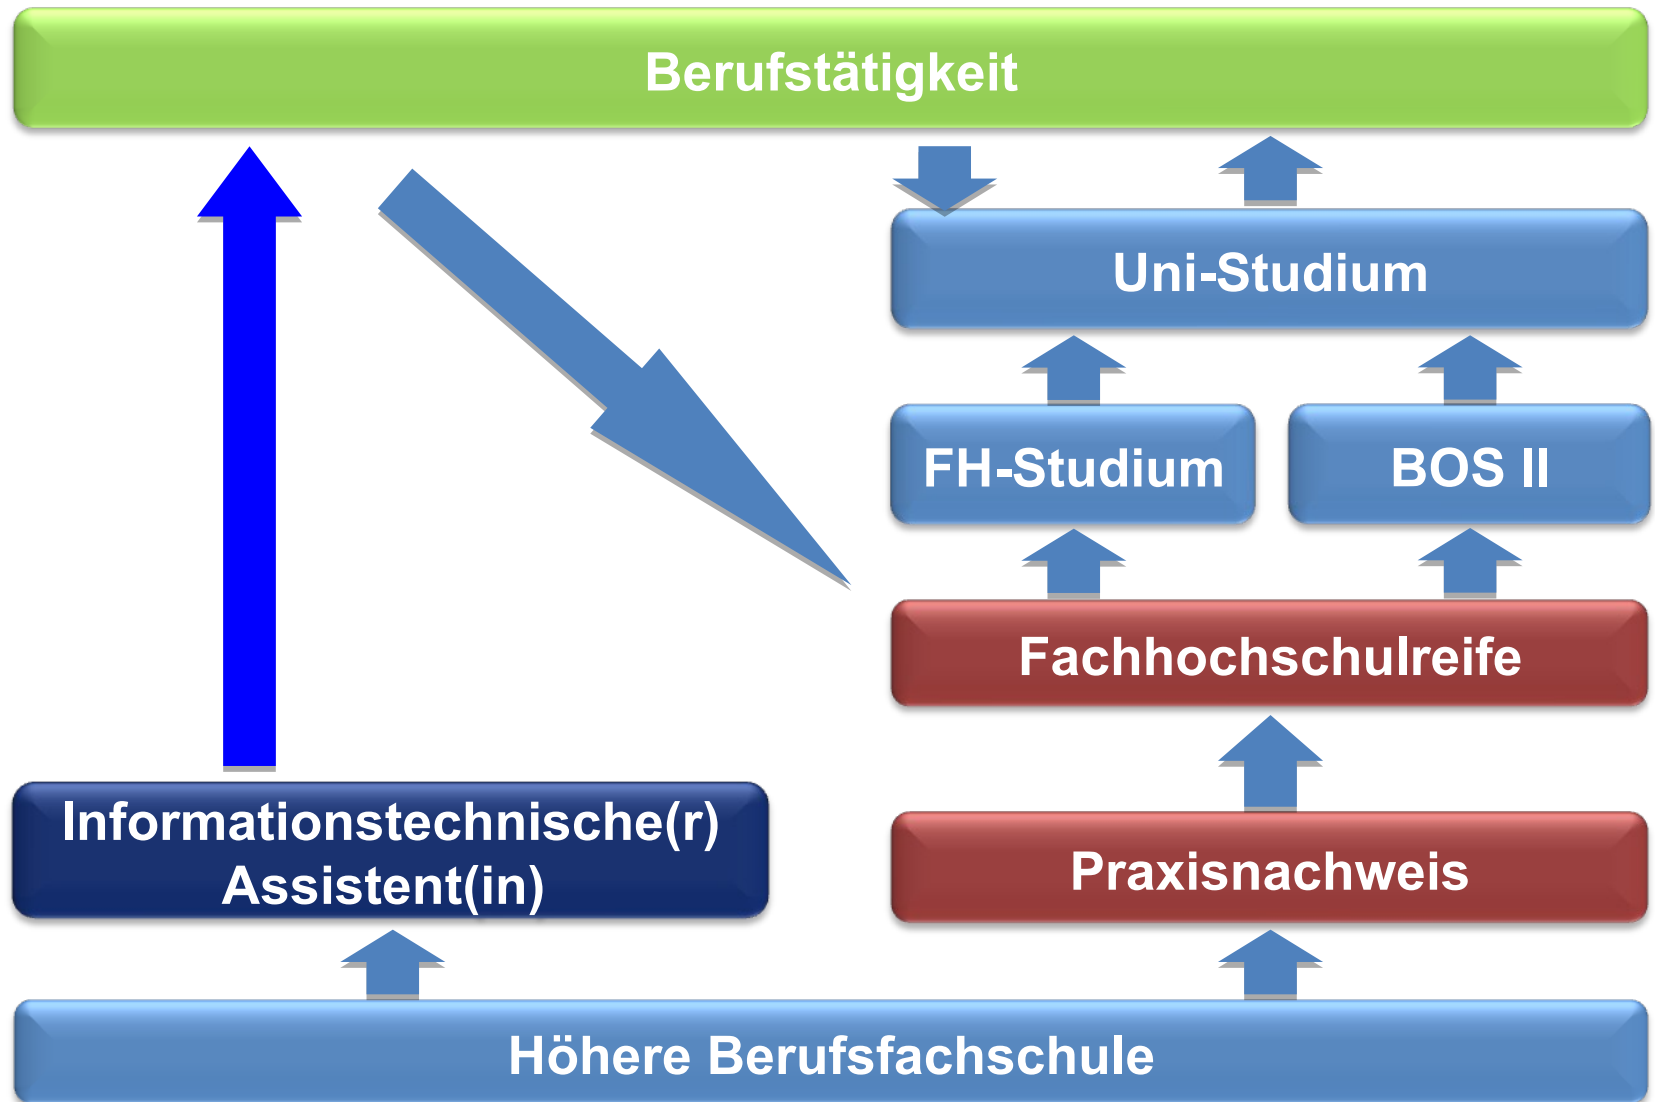 Berufstätigkeit
Uni-Studium
FH-Studium
BOS II
Fachhochschulreife
Informationstechnische(r)
Assistent(in)
Praxisnachweis
Höhere Berufsfachschule